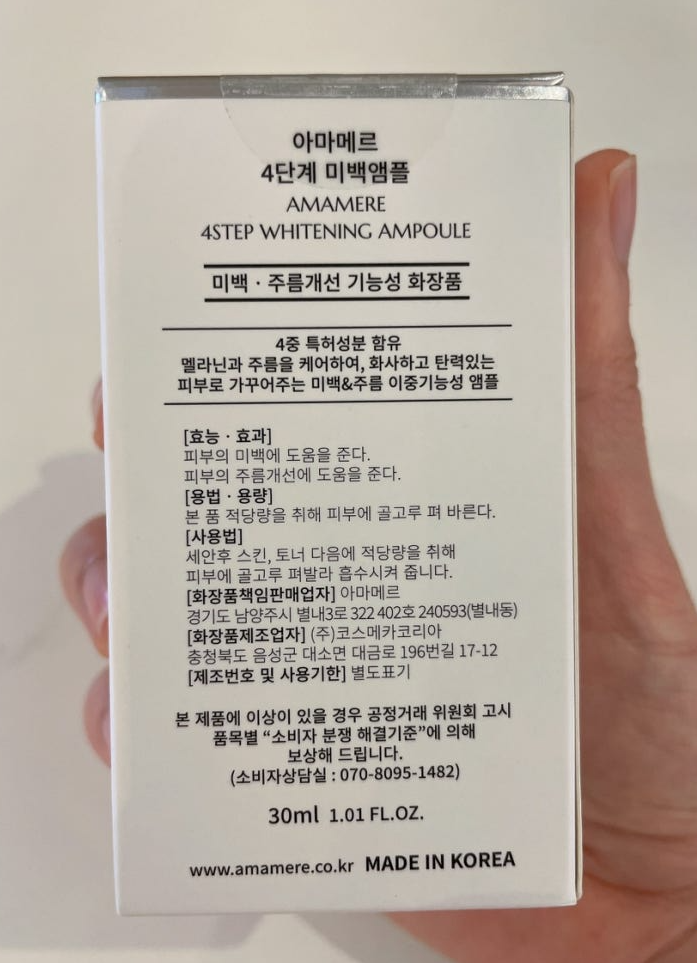 아마메르
4단계 미백앰플
AMAMERE
4STEP WHITENING AMPOULE
미백 · 주름개선 기능성 화장품
4중 특허성분 함유
멜라닌과 주름을 케어하여, 화사하고 탄력있는
피부로 가꾸어주는 미백&주름 이중기능성 앰플
[효능 · 효과]
피부의 미백에 도움을 준다.
피부의 주름개선에 도움을 준다.
[용법 · 용량]
본 품 적당량을 취해 피부에 골고루 펴 바른다.
[사용법]
세안후 스킨, 토너 다음에 적당량을 취해
피부에 골고루 펴발라 흡수시켜 줍니다.
[화장품책임판매업자] 아마메르
경기도 남양주시 별내3로 322 402호 240593(별내동)
[화장품제조업자] (주)코스메카코리아
충청북도 음성군 대소면 대금로 196번길 17-12
[제조번호 및 사용기한] 별도표기
본 제품에 이상이 있을 경우 공정거래 위원회 고시
품목별 “소비자 분쟁 해결기준”에 의해
보상해 드립니다.
(소비자상담실 : 070-8095-1482)
30ml 1.01 FL.OZ.
www.amamere.co.kr MADE IN KOREA